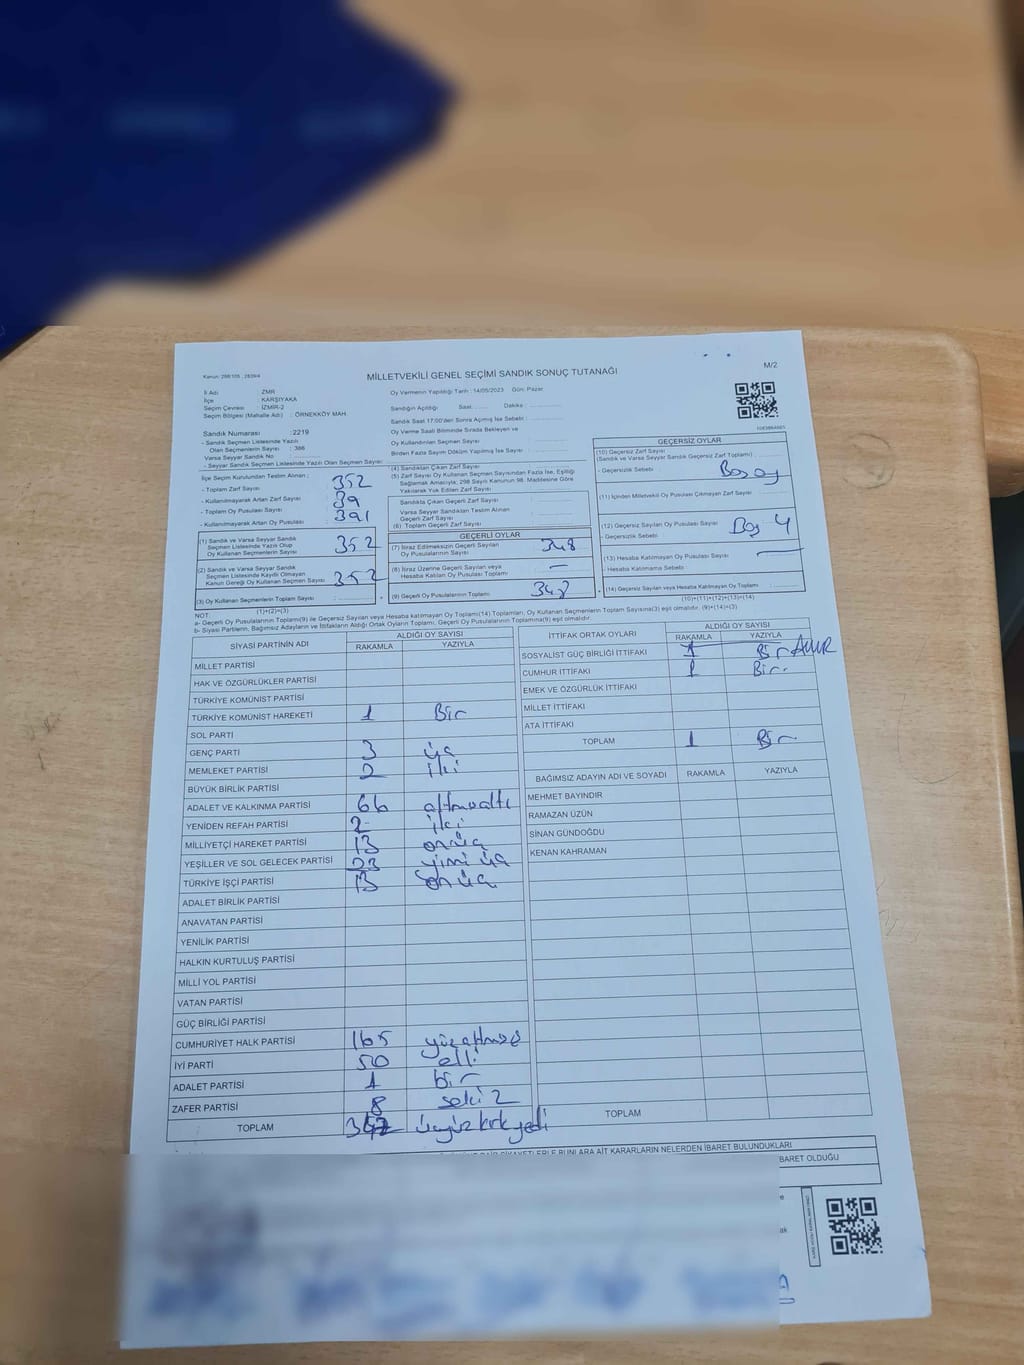 Kanun: 298/105 , 2839/4
MİLLETVEKİLİ GENEL SEÇİMİ SANDIK SONUÇ TUTANAĞI
M/2
İl Adı : İZMİR
İlçe : KARŞIYAKA
Seçim Çevresi : İZMİR-2
Seçim Bölgesi (Mahalle Adı) : ÖRNEKKÖY MAH.
Oy Vermenin Yapıldığı Tarih : 14/05/2023 Gün: Pazar
Sandığın Açıldığı Saat: Dakika :
Sandık Saat 17:00'den Sonra Açılmış İse Sebebi :
Oy Verme Saati Bitiminde Sırada Bekleyen ve
Oy Kullandırılan Seçmen Sayısı
Birden Fazla Sayım Döküm Yapılmış İse Sayısı
Sandık Numarası : 2219
- Sandık Seçmen Listesinde Yazılı
Olan Seçmenlerin Sayısı : 386
Varsa Seyyar Sandık No
- Seyyar Sandık Seçmen Listesinde Yazılı Olan Seçmen Sayısı:
İlçe Seçim Kurulundan Teslim Alınan ;
- Toplam Zarf Sayısı 352
- Kullanılmayarak Artan Zarf Sayısı 39
- Toplam Oy Pusulası Sayısı 391
- Kullanılmayarak Artan Oy Pusulası
(1) Sandık ve Varsa Seyyar Sandık
Seçmen Listesinde Yazılı Olup
Oy Kullanan Seçmenlerin Sayısı 352
(2) Sandık ve Varsa Seyyar Sandık
Seçmen Listesinde Kayıtlı Olmayan
Kanun Gereği Oy Kullanan Seçmen Sayısı 352
(3) Oy Kullanan Seçmenlerin Toplam Sayısı
(1)+(2)=(3)
(4) Sandıktan Çıkan Zarf Sayısı
(5) Zarf Sayısı Oy Kullanan Seçmen Sayısından Fazla İse, Eşitliği
Sağlamak Amacıyla; 298 Sayılı Kanunun 98. Maddesine Göre
Yakılarak Yok Edilen Zarf Sayısı
Sandıkta Çıkan Geçerli Zarf Sayısı
Varsa Seyyar Sandıktan Teslim Alınan
Geçerli Zarf Sayısı
(6) Toplam Geçerli Zarf Sayısı
GEÇERLİ OYLAR
(7) İtiraz Edilmeksizin Geçerli Sayılan
Oy Pusulalarının Sayısı 348
(8) İtiraz Üzerine Geçerli Sayılan veya
Hesaba Katılan Oy Pusulası Toplamı —
(9) Geçerli Oy Pusulalarının Toplamı 348
GEÇERSİZ OYLAR
(10) Geçersiz Zarf Sayısı
(Sandık ve Varsa Seyyar Sandık Geçersiz Zarf Toplamı)
- Geçersizlik Sebebi Boş oy
(11) İçinden Milletvekili Oy Pusulası Çıkmayan Zarf Sayısı
(12) Geçersiz Sayılan Oy Pusulası Sayısı Boş 4
- Geçersizlik Sebebi
(13) Hesaba Katılmayan Oy Pusulası Sayısı —
- Hesaba Katılmama Sebebi
(14) Geçersiz Sayılan veya Hesaba Katılmayan Oy Toplamı
(10)+(11)+(12)+(13)=(14)
NOT:
a- Geçerli Oy Pusulalarının Toplamı(9) ile Geçersiz Sayılan veya Hesaba katılmayan Oy Toplamı(14) Toplamları, Oy Kullanan Seçmenlerin Toplam Sayısına(3) eşit olmalıdır. (9)+(14)=(3)
b- Siyasi Partilerin, Bağımsız Adayların ve İttifakların Aldığı Ortak Oyların Toplamı, Geçerli Oy Pusulalarının Toplamına(9) eşit olmalıdır.
SİYASİ PARTİNİN ADI ALDIĞI OY SAYISI
RAKAMLA YAZIYLA
MİLLET PARTİSİ
HAK VE ÖZGÜRLÜKLER PARTİSİ
TÜRKİYE KOMÜNİST PARTİSİ
TÜRKİYE KOMÜNİST HAREKETİ 1 Bir
SOL PARTİ
GENÇ PARTİ 3 üç
MEMLEKET PARTİSİ 2 iki
BÜYÜK BİRLİK PARTİSİ
ADALET VE KALKINMA PARTİSİ 66 altmışaltı
YENİDEN REFAH PARTİSİ 2 iki
MİLLİYETÇİ HAREKET PARTİSİ 13 onüç
YEŞİLLER VE SOL GELECEK PARTİSİ 23 yirmi üç
TÜRKİYE İŞÇİ PARTİSİ 13 onüç
ADALET BİRLİK PARTİSİ
ANAVATAN PARTİSİ
YENİLİK PARTİSİ
HALKIN KURTULUŞ PARTİSİ
MİLLİ YOL PARTİSİ
VATAN PARTİSİ
GÜÇ BİRLİĞİ PARTİSİ
CUMHURİYET HALK PARTİSİ 165
İYİ PARTİ 50 elli
ADALET PARTİSİ 1 bir
ZAFER PARTİSİ 8 sekiz
TOPLAM 347 üçyüzkırkyedi
İTTİFAK ORTAK OYLARI ALDIĞI OY SAYISI
RAKAMLA YAZIYLA
SOSYALİST GÜÇ BİRLİĞİ İTTİFAKI 1 Bir
CUMHUR İTTİFAKI 1 Bir
EMEK VE ÖZGÜRLÜK İTTİFAKI
MİLLET İTTİFAKI
ATA İTTİFAKI
TOPLAM 1 Bir
BAĞIMSIZ ADAYIN ADI VE SOYADI RAKAMLA YAZIYLA
MEHMET BAYINDIR
RAMAZAN ÜZÜN
SİNAN GÜNDOĞDU
KENAN KAHRAMAN
TOPLAM
ŞİKAYETLERLE BUNLARA AİT KARARLARIN NELERDEN İBARET BULUNDUKLARI
İBARET OLDUĞU